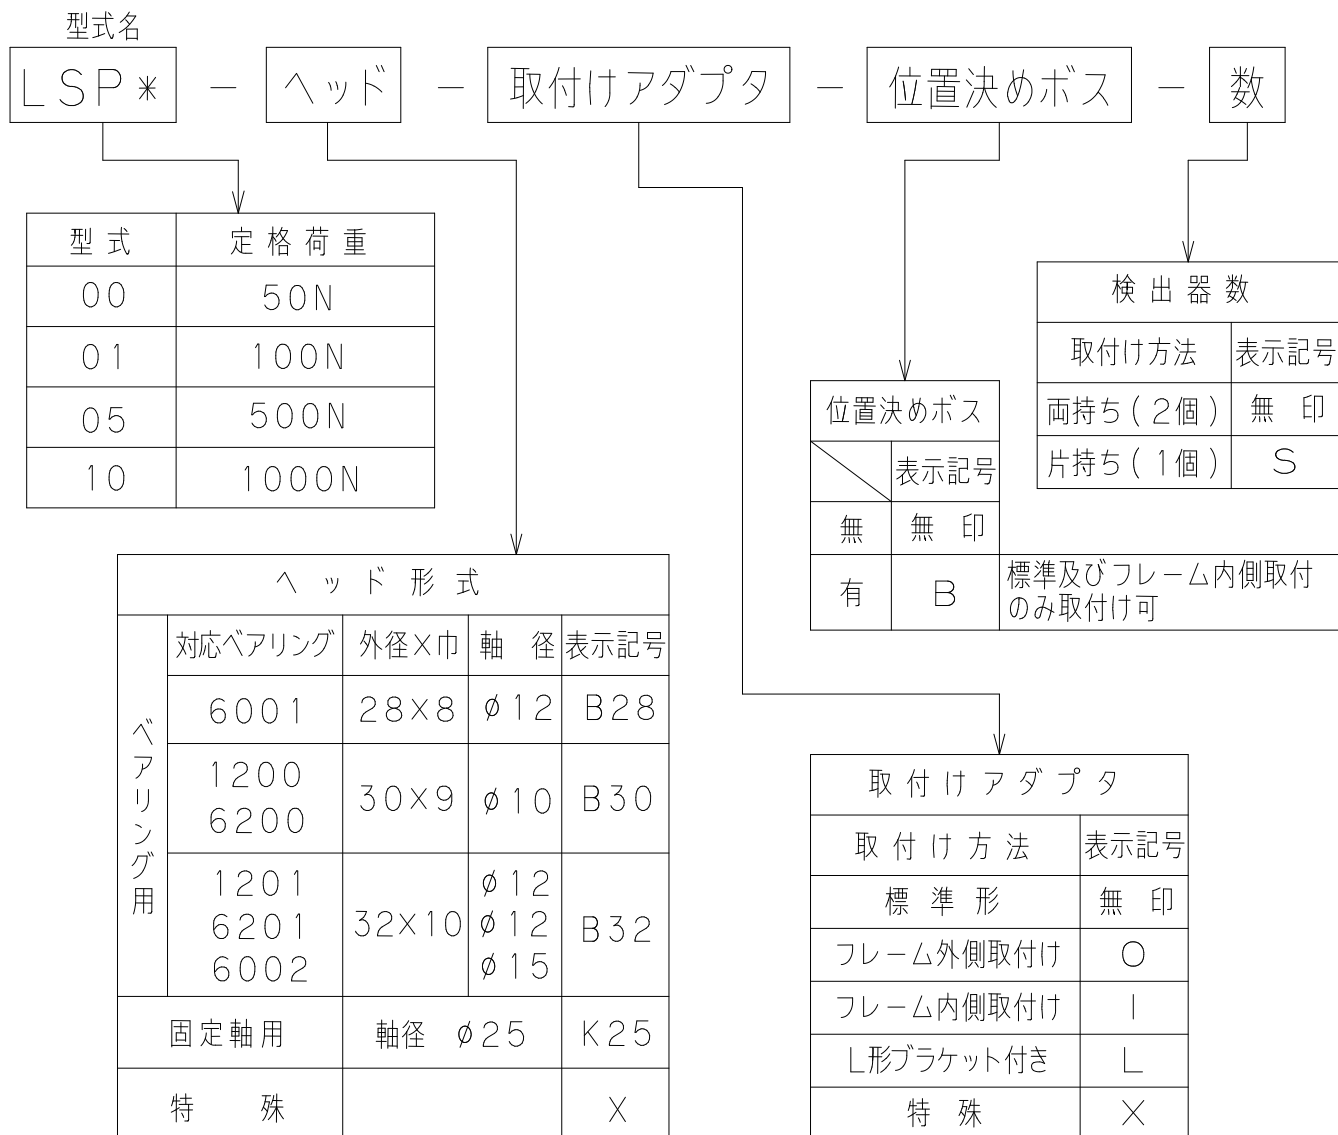 型式名
LSP* - ヘッド - 取付けアダプタ - 位置決めボス - 数
型式 定格荷重
00 50N
01 100N
05 500N
10 1000N
検出器数
取付け方法 表示記号
両持ち(2個) 無印
片持ち(1個) S
位置決めボス
表示記号
無 無印
有 B 標準及びフレーム内側取付
のみ取付け可
ヘッド形式
ベアリング用
対応ベアリング 外径×巾 軸径 表示記号
6001 28×8 φ12 B28
1200
6200
30×9 φ10 B30
1201 φ12
6201 32×10 φ12 B32
6002 φ15
固定軸用 軸径 φ25 K25
特殊 X
取付けアダプタ
取付け方法 表示記号
標準形 無印
フレーム外側取付け O
フレーム内側取付け I
L形ブラケット付き L
特殊 X